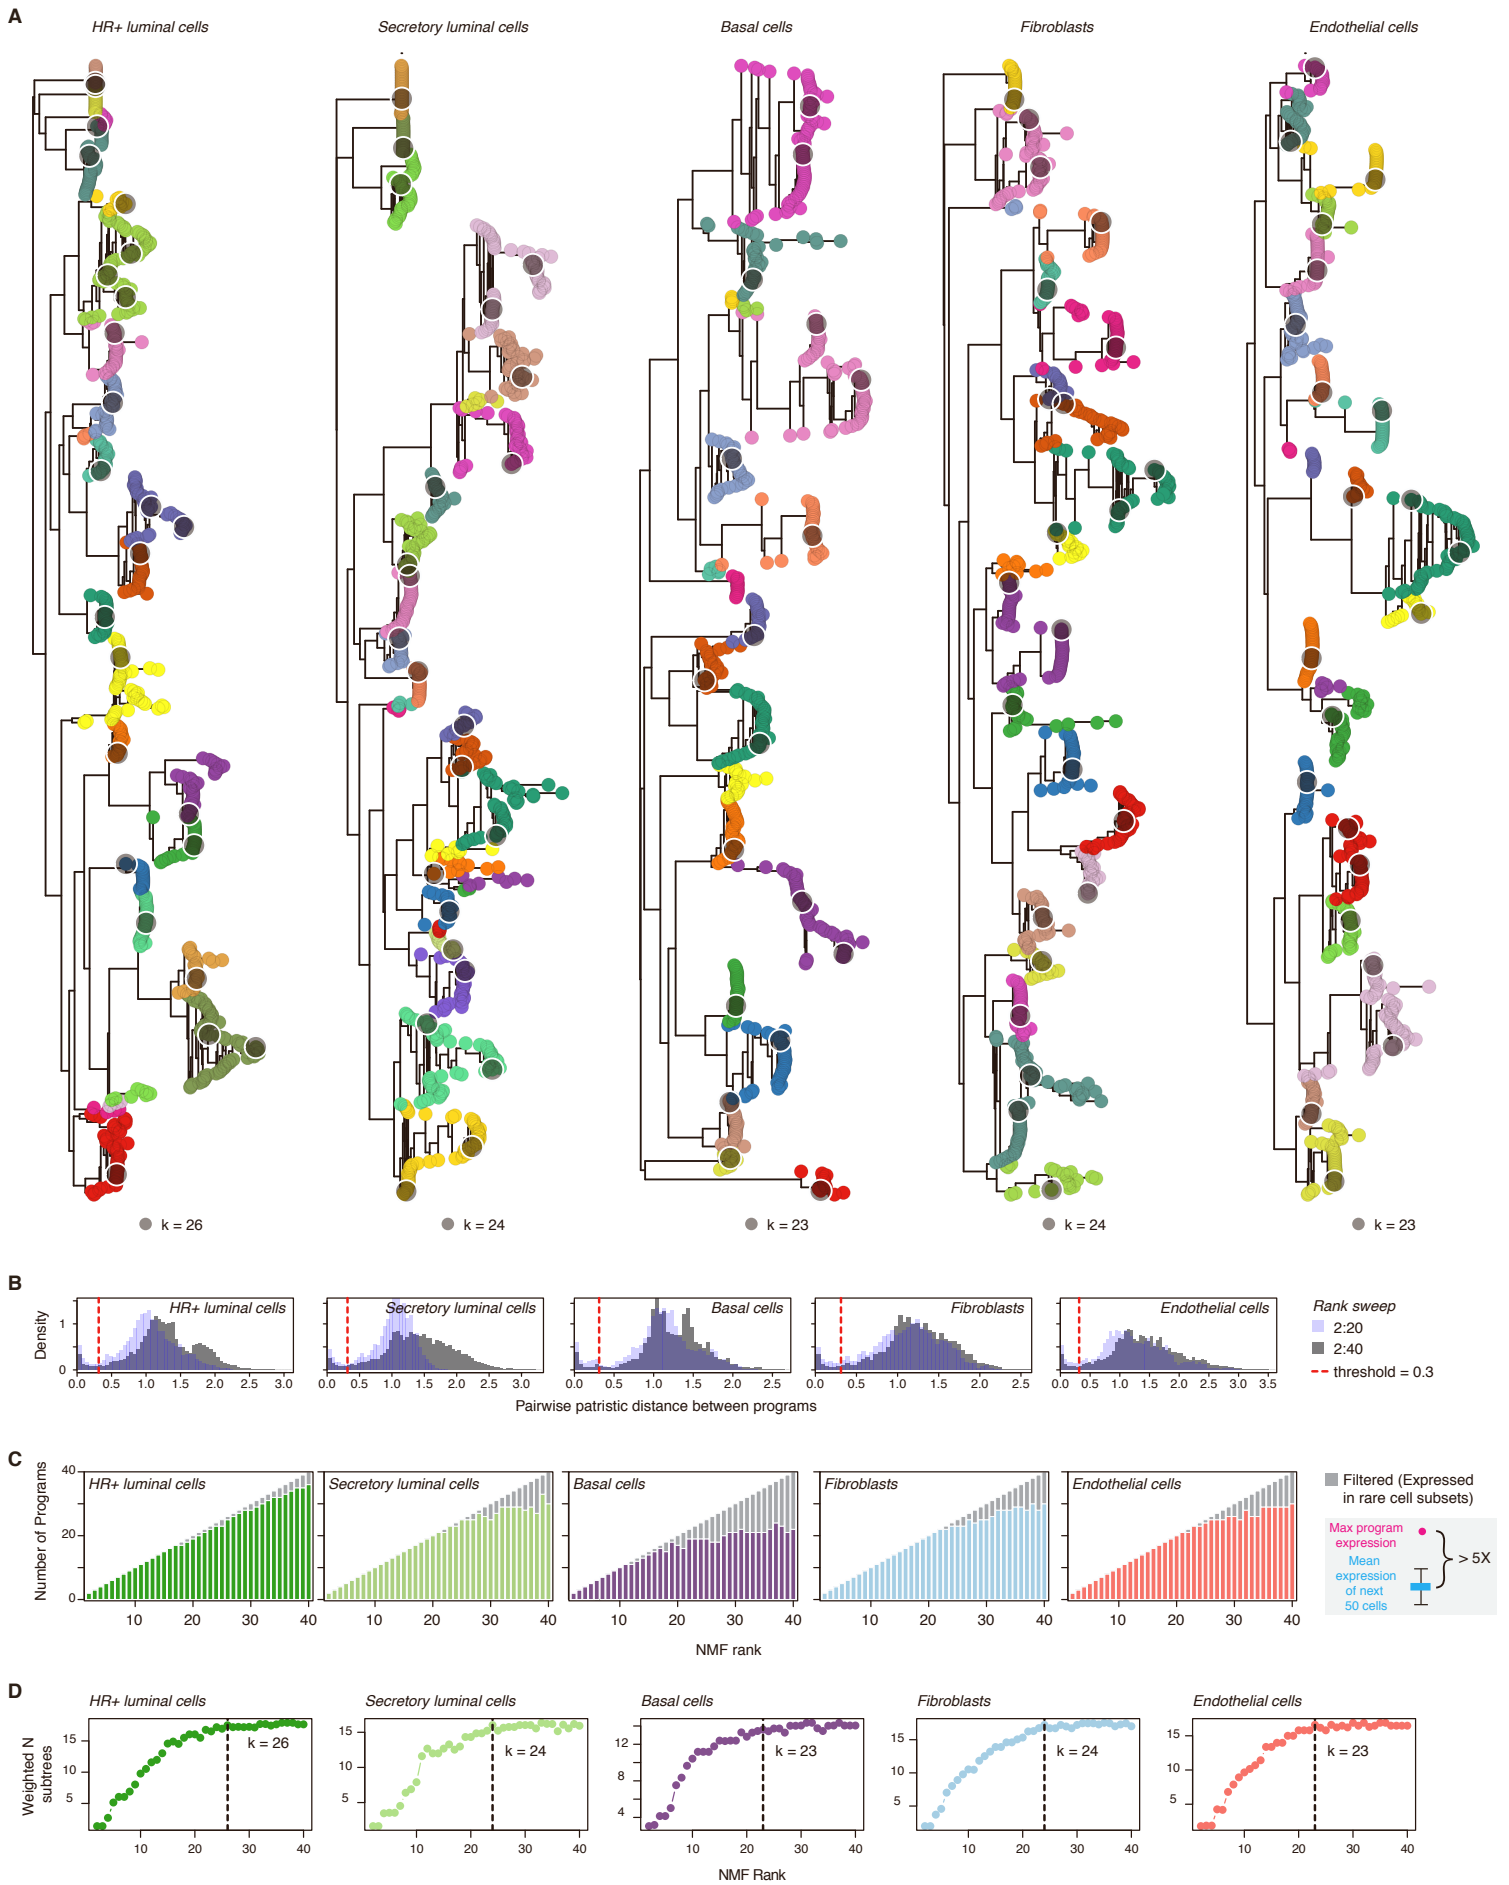 A
HR+ luminal cells
Secretory luminal cells
Basal cells
Fibroblasts
Endothelial cells
k = 26
k = 24
k = 23
k = 24
k = 23
B
Density
1
0
HR+ luminal cells
0.0 0.5 1.0 1.5 2.0 2.5 3.0
Secretory luminal cells
0.0 0.5 1.0 1.5 2.0 2.5 3.0
Basal cells
0.0 0.5 1.0 1.5 2.0 2.5
Fibroblasts
0.0 0.5 1.0 1.5 2.0 2.5
Endothelial cells
0.0 0.5 1.0 1.5 2.0 2.5 3.0 3.5
Pairwise patristic distance between programs
Rank sweep
2:20
2:40
threshold = 0.3
C
Number of Programs
40
20
0
HR+ luminal cells
10 20 30 40
Secretory luminal cells
10 20 30 40
Basal cells
10 20 30 40
Fibroblasts
10 20 30 40
Endothelial cells
10 20 30 40
NMF rank
Filtered (Expressed
in rare cell subsets)
Max program
expression
Mean
expression
of next
50 cells
> 5X
D
Weighted N
subtrees
HR+ luminal cells
15
10
5
k = 26
10 20 30 40
Secretory luminal cells
15
10
5
k = 24
10 20 30 40
Basal cells
12
8
6
4
k = 23
10 20 30 40
Fibroblasts
15
10
5
k = 24
10 20 30 40
Endothelial cells
15
10
5
k = 23
10 20 30 40
NMF Rank